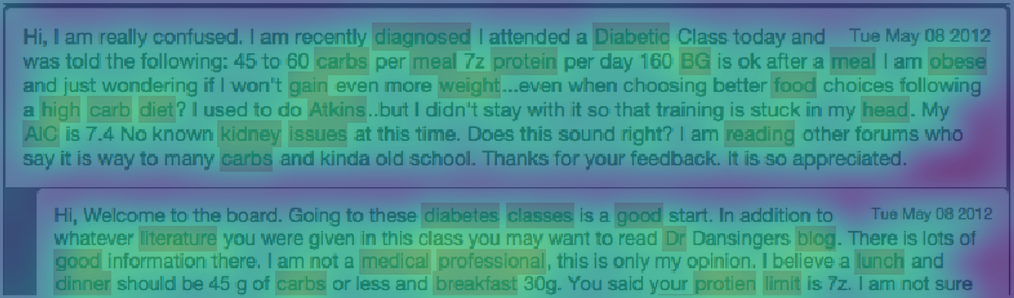 Hi, I am really confused. I am recently diagnosed I attended a Diabetic Class today and Tue May 08 2012
was told the following: 45 to 60 carbs per meal 7z protein per day 160 BG is ok after a meal I am obese
and just wondering if I won't gain even more weight...even when choosing better food choices following
a high carb diet? I used to do Atkins..but I didn't stay with it so that training is stuck in my head. My
AIC is 7.4 No known kidney issues at this time. Does this sound right? I am reading other forums who
say it is way to many carbs and kinda old school. Thanks for your feedback. It is so appreciated.
Hi, Welcome to the board. Going to these diabetes classes is a good start. In addition to Tue May 08 2012
whatever literature you were given in this class you may want to read Dr Dansingers blog. There is lots of
good information there. I am not a medical professional, this is only my opinion. I believe a lunch and
dinner should be 45 g of carbs or less and breakfast 30g. You said your protien limit is 7z. I am not sure